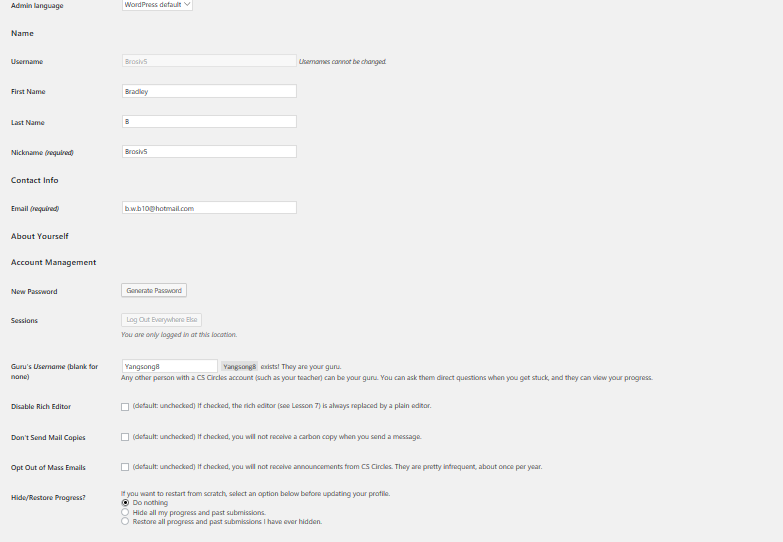 Admin language WordPress default
Name
Username Brosiv5 Usernames cannot be changed.
First Name Bradley
Last Name B
Nickname (required) Brosiv5
Contact Info
Email (required) b.w.b10@hotmail.com
About Yourself
Account Management
New Password Generate Password
Sessions Log Out Everywhere Else
You are only logged in at this location.
Guru's Username (blank for none) Yangsong8 Yangsong8 exists! They are your guru.
Any other person with a CS Circles account (such as your teacher) can be your guru. You can ask them direct questions when you get stuck, and they can view your progress.
Disable Rich Editor (default: unchecked) If checked, the rich editor (see Lesson 7) is always replaced by a plain editor.
Don't Send Mail Copies (default: unchecked) If checked, you will not receive a carbon copy when you send a message.
Opt Out of Mass Emails (default: unchecked) If checked, you will not receive announcements from CS Circles. They are pretty infrequent, about once per year.
Hide/Restore Progress? If you want to restart from scratch, select an option below before updating your profile.
Do nothing
Hide all my progress and past submissions.
Restore all progress and past submissions I have ever hidden.